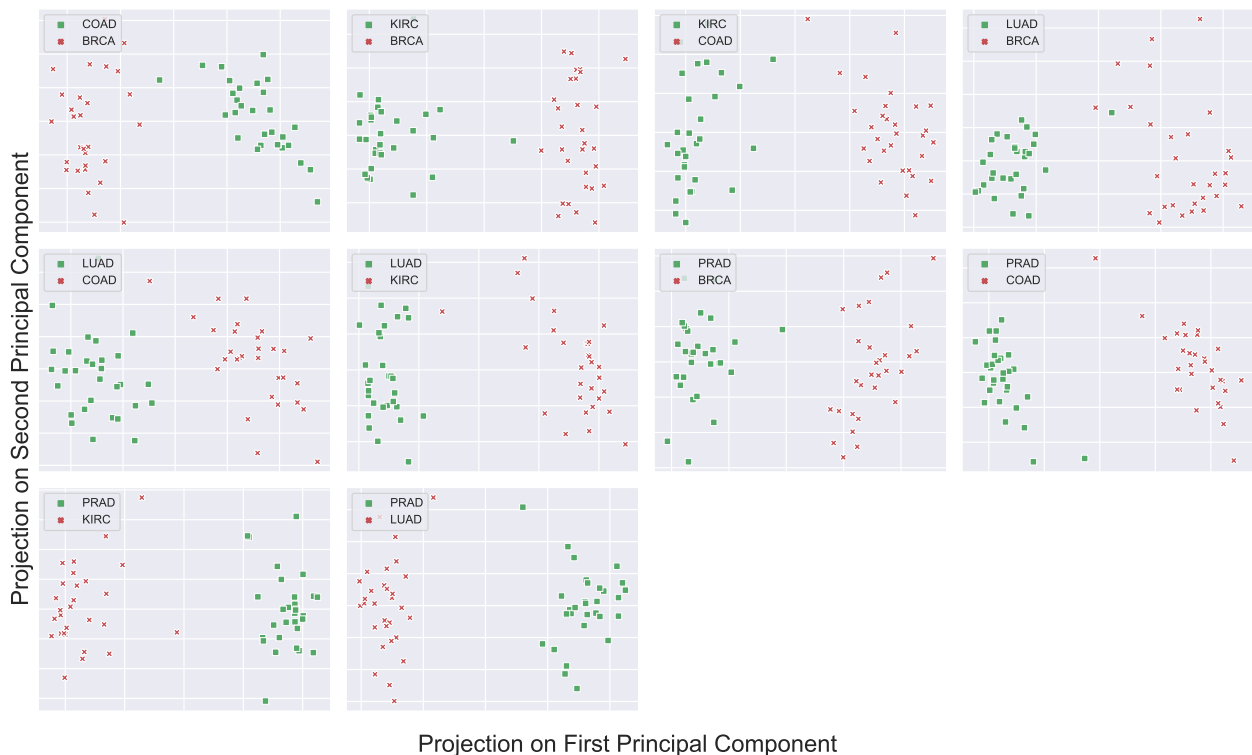 COAD
BRCA
KIRC
BRCA
KIRC
COAD
LUAD
BRCA
LUAD
COAD
LUAD
KIRC
PRAD
BRCA
PRAD
COAD
PRAD
KIRC
PRAD
LUAD
Projection on Second Principal Component
Projection on First Principal Component